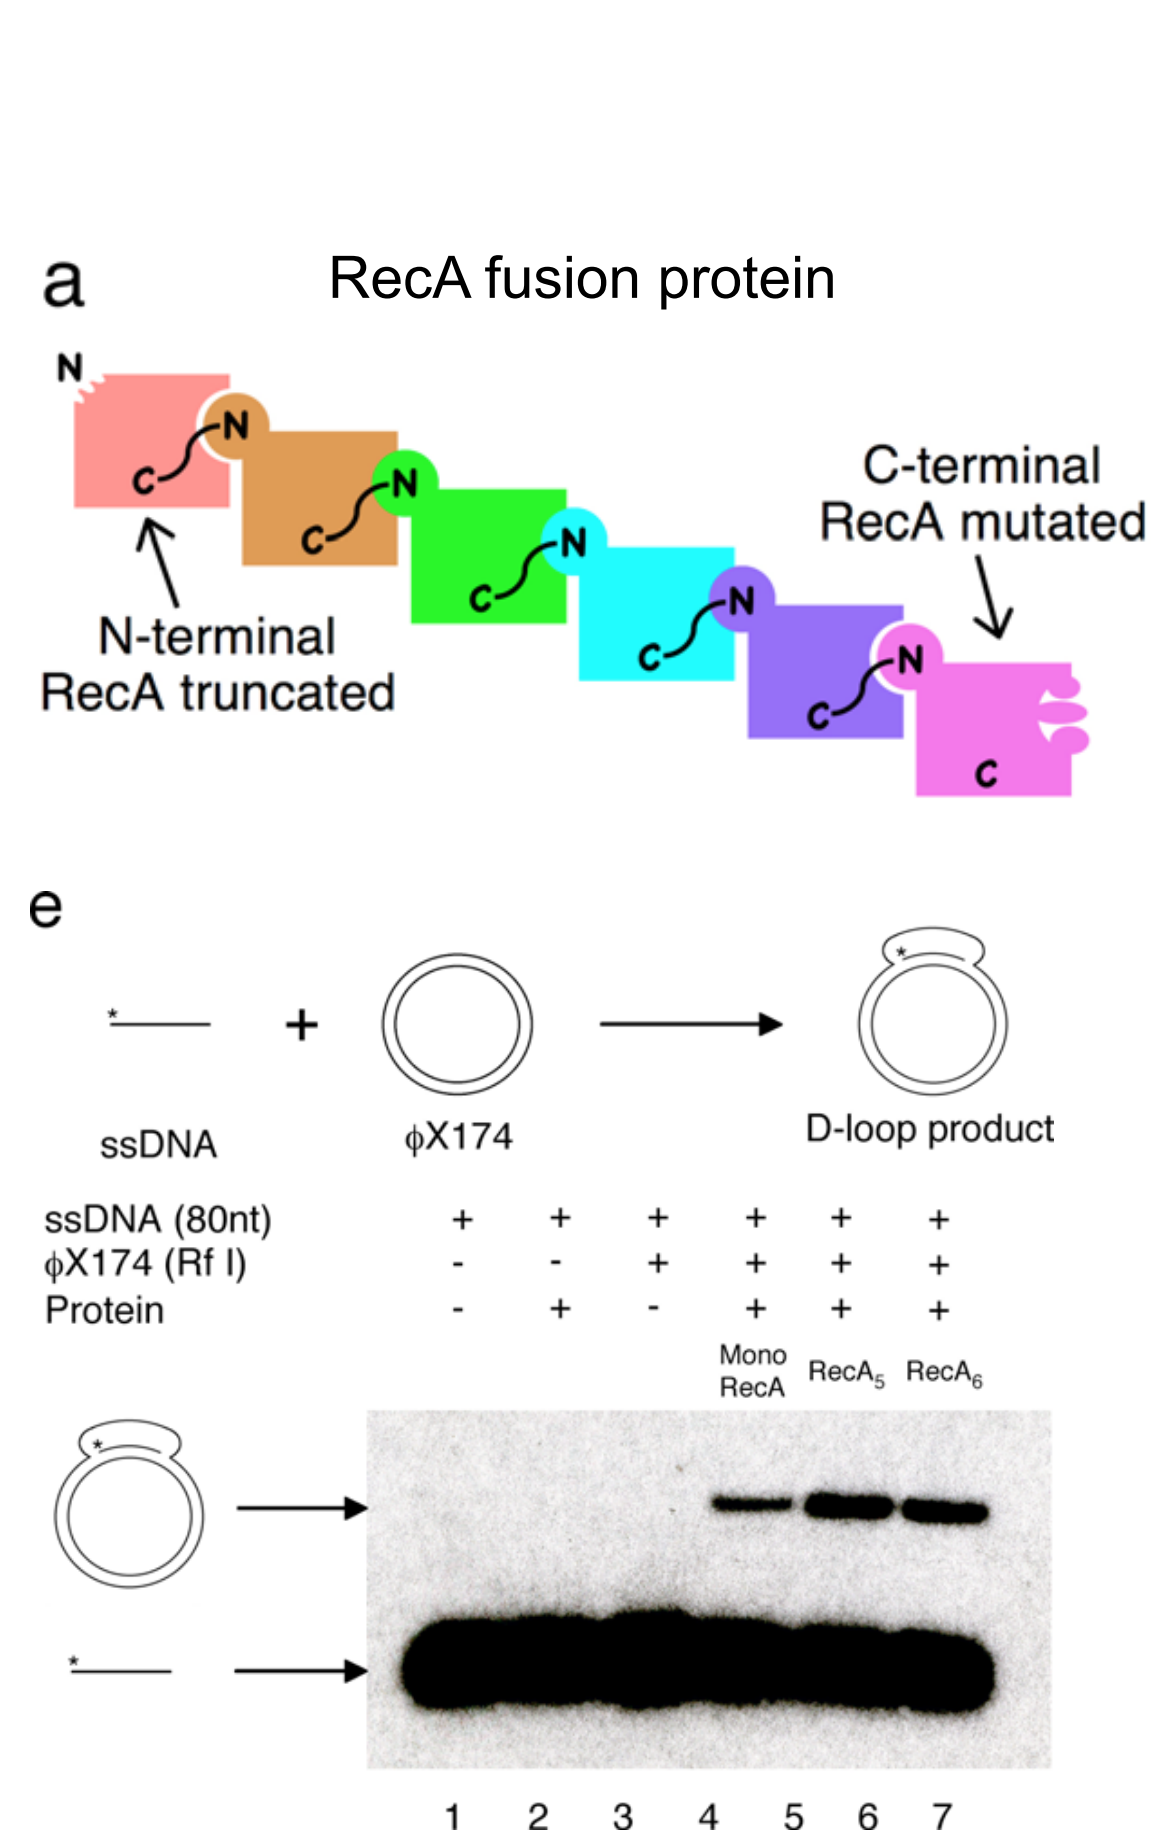 a
RecA fusion protein
N
C
N
C
N
C
N
C
N
C
N
C
N-terminal
RecA truncated
C-terminal
RecA mutated
e
*
+
*
ssDNA
ϕX174
D-loop product
ssDNA (80nt) + + + + + +
ϕX174 (Rf I) - - + + + +
Protein - + - + + +
Mono
RecA
RecA₅
RecA₆
*
*
1 2 3 4 5 6 7